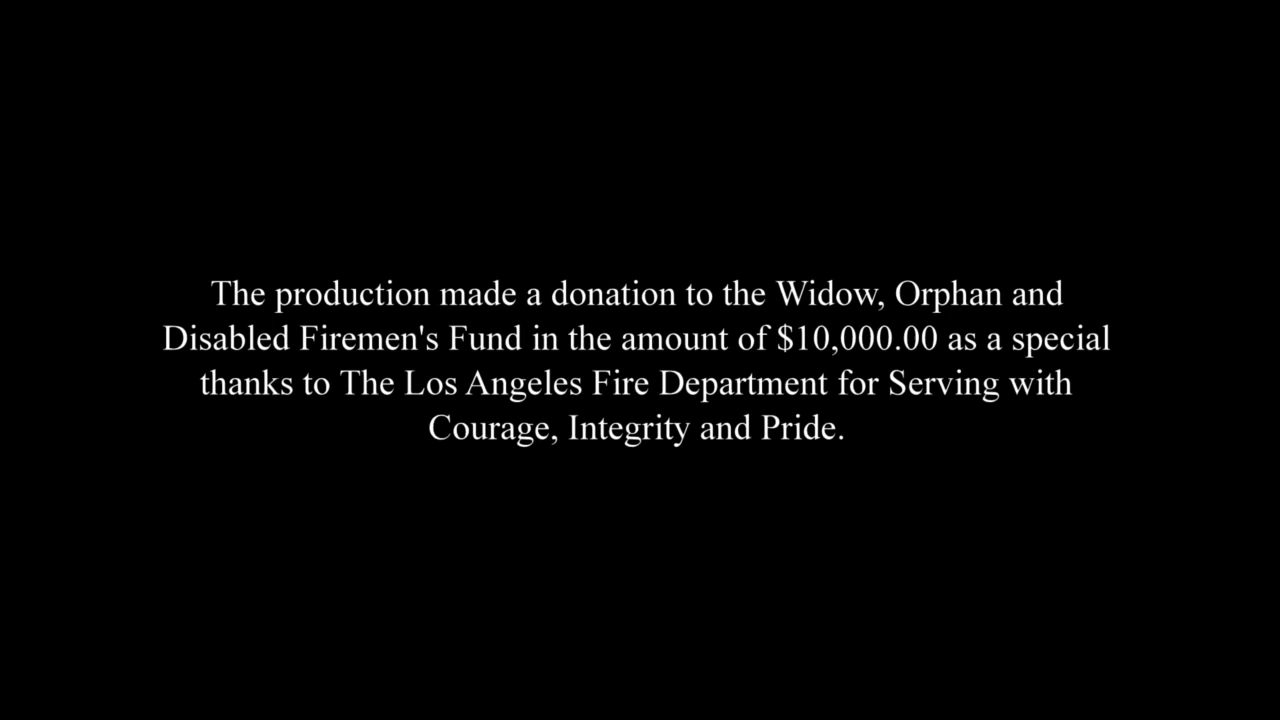 The production made a donation to the Widow, Orphan and
Disabled Firemen's Fund in the amount of $10,000.00 as a special
thanks to The Los Angeles Fire Department for Serving with
Courage, Integrity and Pride.